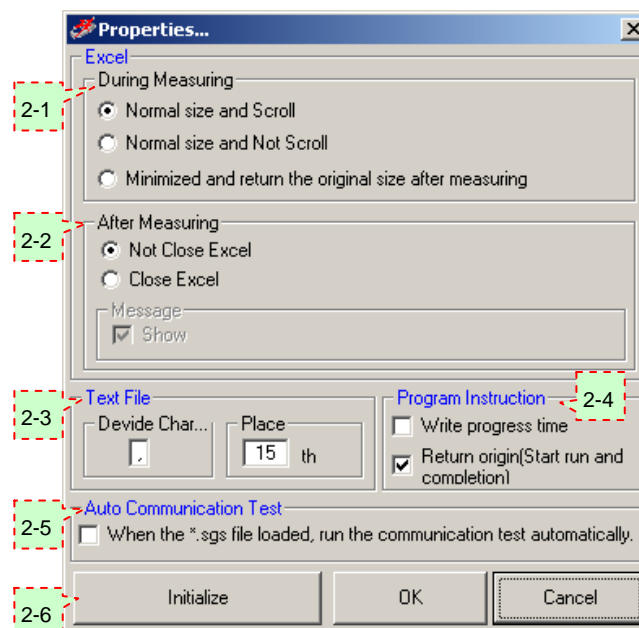 Properties...
Excel
During Measuring
2-1
Normal size and Scroll
Normal size and Not Scroll
Minimized and return the original size after measuring
After Measuring
2-2
Not Close Excel
Close Excel
Message
Show
Text File
2-3
Devide Char...
,
Place
15 th
Program Instruction
2-4
Write progress time
Return origin(Start run and
completion)
Auto Communication Test
2-5
When the *.sgs file loaded, run the communication test automatically.
2-6
Initialize
OK
Cancel